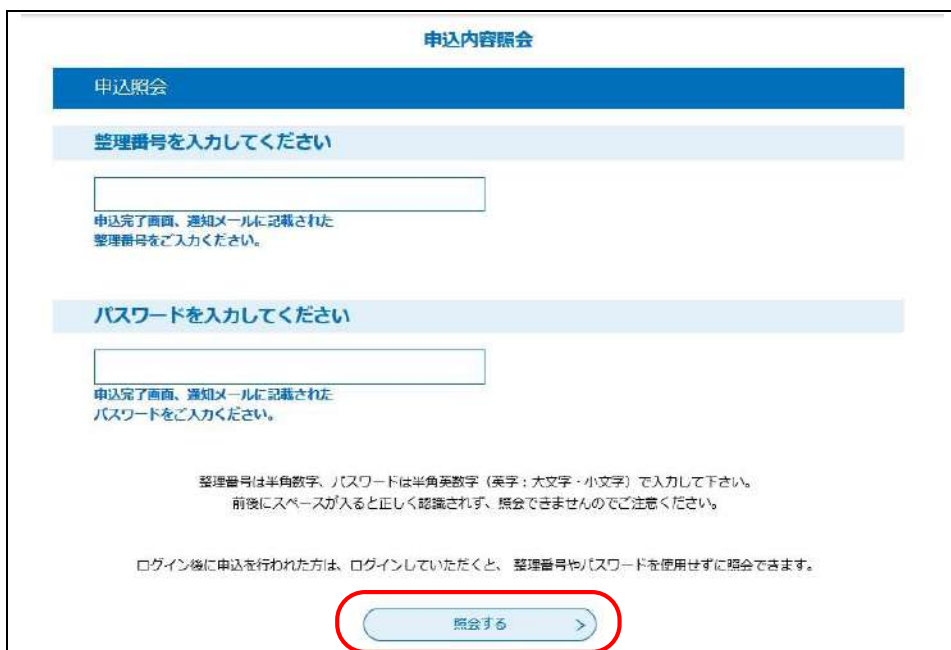 申込内容照会
申込照会
整理番号を入力してください
申込完了画面、通知メールに記載された
整理番号をご入力ください。
パスワードを入力してください
申込完了画面、通知メールに記載された
パスワードをご入力ください。
整理番号は半角数字、パスワードは半角英数字（英字：大文字・小文字）で入力して下さい。
前後にスペースが入ると正しく認識されず、照会できませんのでご注意ください。
ログイン後に申込を行われた方は、ログインしていただくと、 整理番号やパスワードを使用せずに照会できます。
照会する >